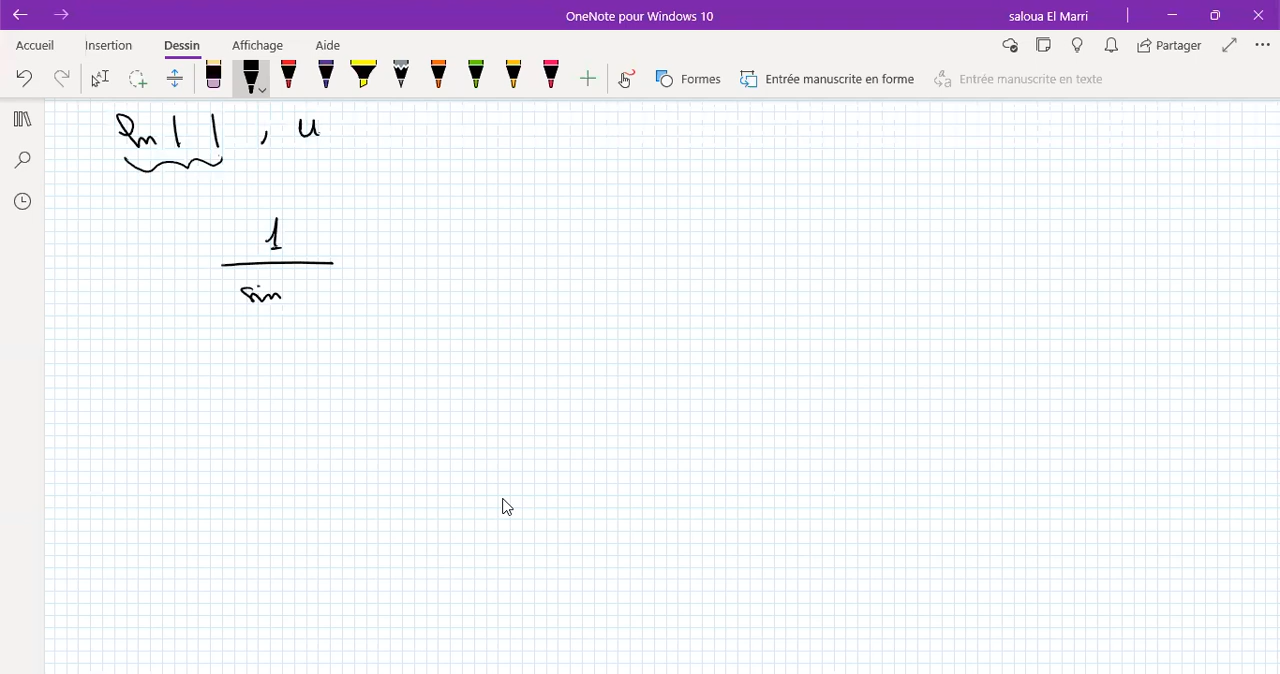 OneNote pour Windows 10
saloua El Marri
Accueil Insertion Dessin Affichage Aide
Partager
Formes
Entrée manuscrite en forme
Entrée manuscrite en texte
ln | | , u
1
sin